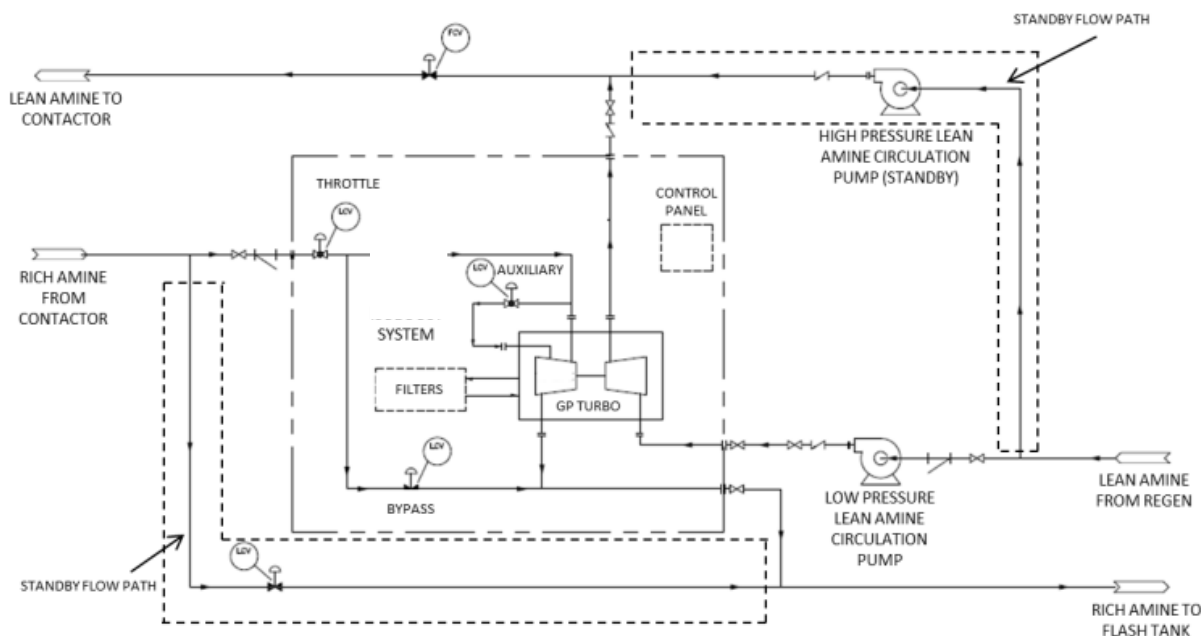 STANDBY FLOW PATH
FCV
LEAN AMINE TO
CONTACTOR
HIGH PRESSURE LEAN
AMINE CIRCULATION
PUMP (STANDBY)
THROTTLE
LCV
CONTROL
PANEL
RICH AMINE
FROM
CONTACTOR
LCV
AUXILIARY
SYSTEM
FILTERS
GP TURBO
LCV
BYPASS
LEAN AMINE
FROM REGEN
LOW PRESSURE
LEAN AMINE
CIRCULATION
PUMP
LCV
STANDBY FLOW PATH
RICH AMINE TO
FLASH TANK